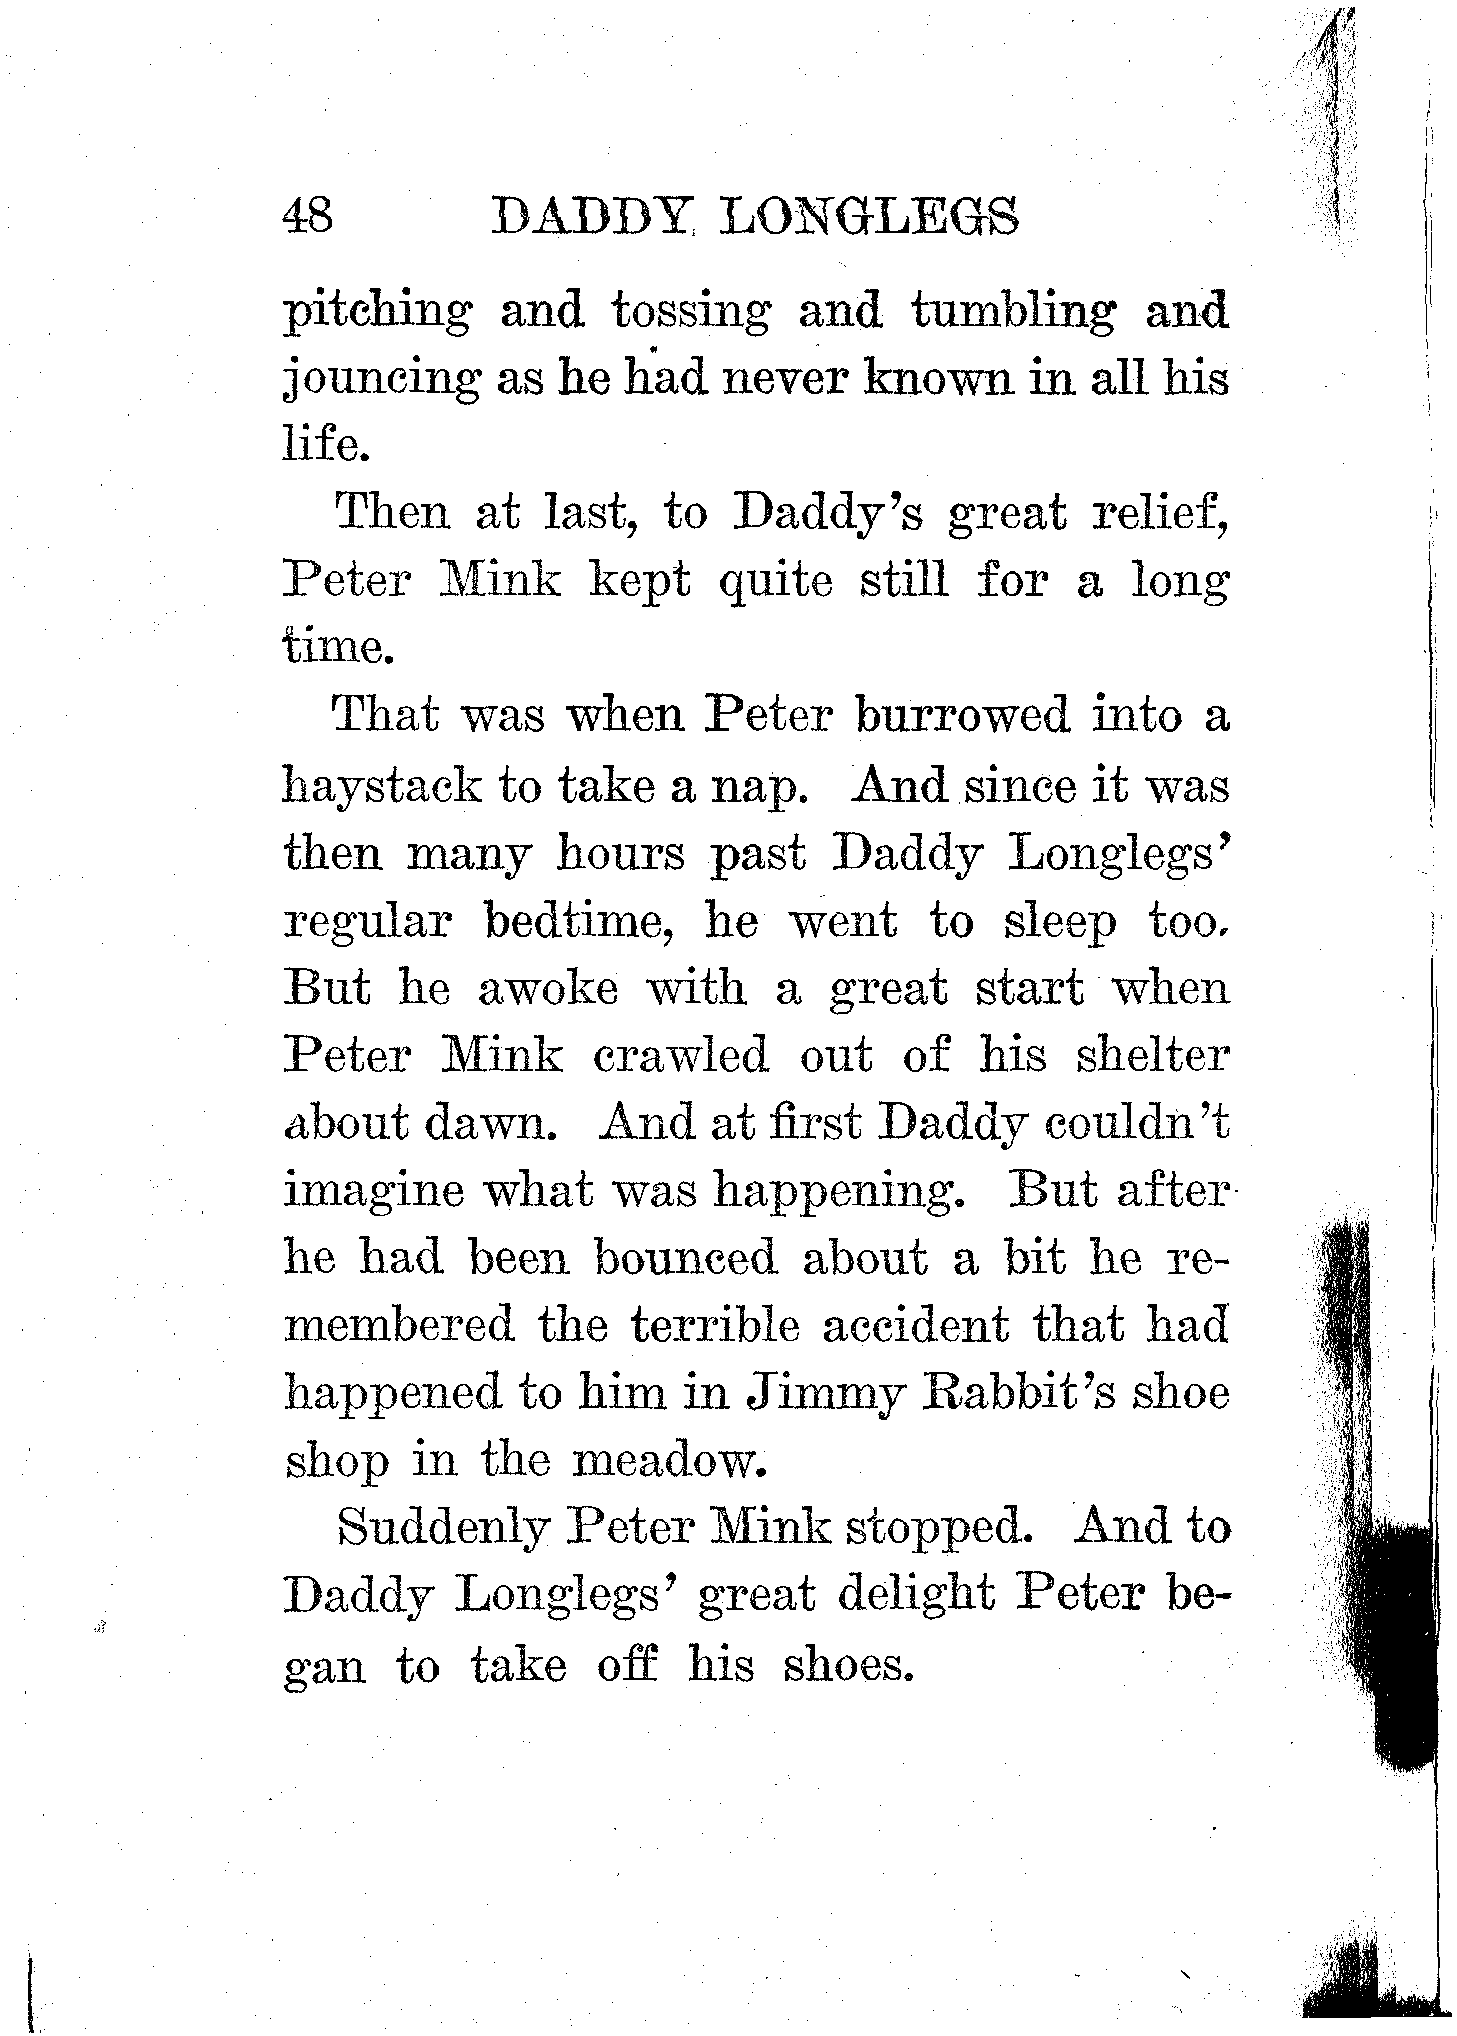 48 DADDY LONGLEGS
pitching and tossing and tumbling and
jouncing as he had never known in all his
life.
Then at last, to Daddy's great relief,
Peter Mink kept quite still for a long
time.
That was when Peter burrowed into a
haystack to take a nap. And since it was
then many hours past Daddy Longlegs'
regular bedtime, he went to sleep too.
But he awoke with a great start when
Peter Mink crawled out of his shelter
about dawn. And at first Daddy couldn't
imagine what was happening. But after
he had been bounced about a bit he re-
membered the terrible accident that had
happened to him in Jimmy Rabbit's shoe
shop in the meadow.
Suddenly Peter Mink stopped. And to
Daddy Longlegs' great delight Peter be-
gan to take off his shoes.